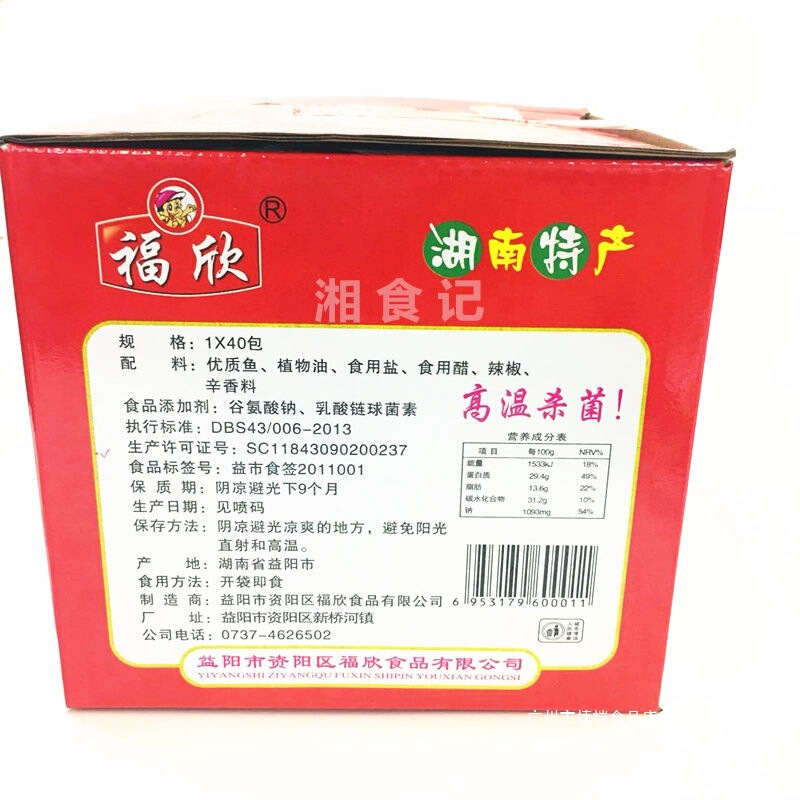 福欣
®
湖南特产
湘食记
规 格: 1X40包
配 料: 优质鱼、植物油、食用盐、食用醋、辣椒、
辛香料
食品添加剂: 谷氨酸钠、乳酸链球菌素
执行标准: DBS43/006-2013
生产许可证号: SC11843090200237
食品标签号: 益市食签2011001
保 质 期: 阴凉避光下9个月
生产日期: 见喷码
保存方法: 阴凉避光凉爽的地方，避免阳光
直射和高温。
产 地: 湖南省益阳市
食用方法: 开袋即食
制 造 商: 益阳市资阳区福欣食品有限公司
厂 址: 益阳市资阳区新桥河镇
公司电话: 0737-4626502
高温杀菌!
营养成分表
项目 每100g NRV%
能量 1533kJ 18%
蛋白质 29.4g 49%
脂肪 13.6g 22%
碳水化合物 31.2g 10%
钠 1093mg 54%
6 953179 600011
益阳市资阳区福欣食品有限公司
YIYANGSHI ZIYANGQU FUXIN SHIPIN YOUXIAN GONGSI